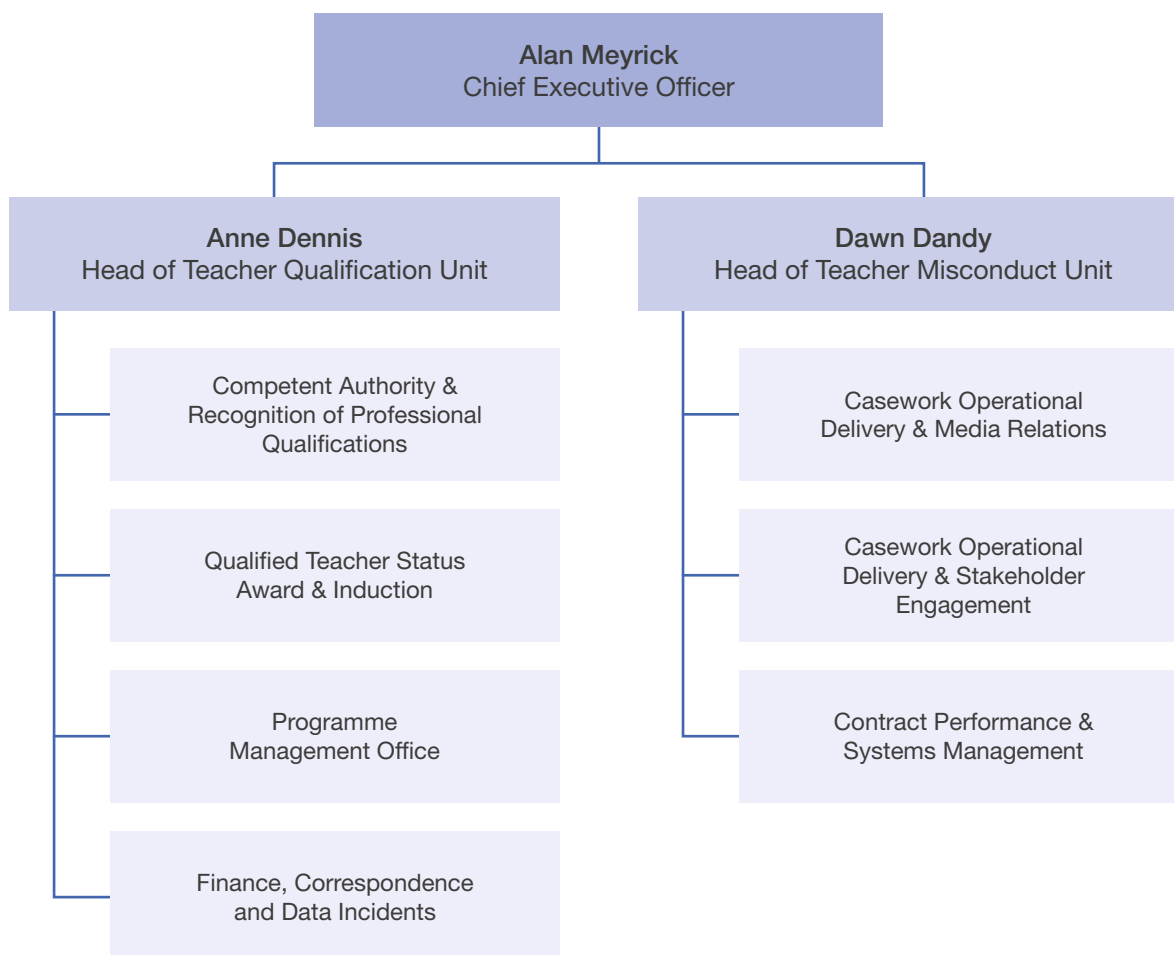 Alan Meyrick
Chief Executive Officer
Anne Dennis
Head of Teacher Qualification Unit
Competent Authority &
Recognition of Professional
Qualifications
Qualified Teacher Status
Award & Induction
Programme
Management Office
Finance, Correspondence
and Data Incidents
Dawn Dandy
Head of Teacher Misconduct Unit
Casework Operational
Delivery & Media Relations
Casework Operational
Delivery & Stakeholder
Engagement
Contract Performance &
Systems Management